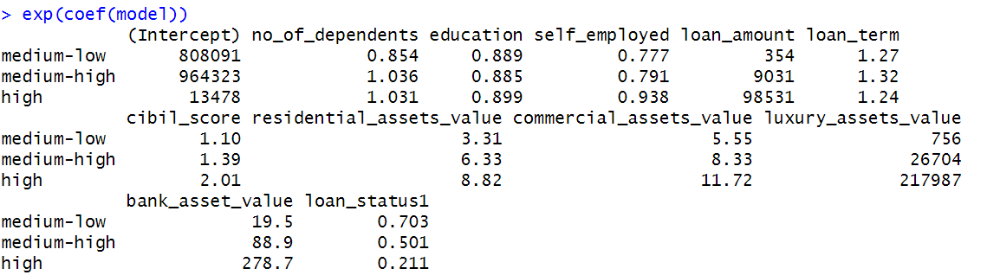 > exp(coef(model))
(Intercept) no_of_dependents education self_employed loan_amount loan_term
medium-low 808091 0.854 0.889 0.777 354 1.27
medium-high 964323 1.036 0.885 0.791 9031 1.32
high 13478 1.031 0.899 0.938 98531 1.24
cibil_score residential_assets_value commercial_assets_value luxury_assets_value
medium-low 1.10 3.31 5.55 756
medium-high 1.39 6.33 8.33 26704
high 2.01 8.82 11.72 217987
bank_asset_value loan_status1
medium-low 19.5 0.703
medium-high 88.9 0.501
high 278.7 0.211